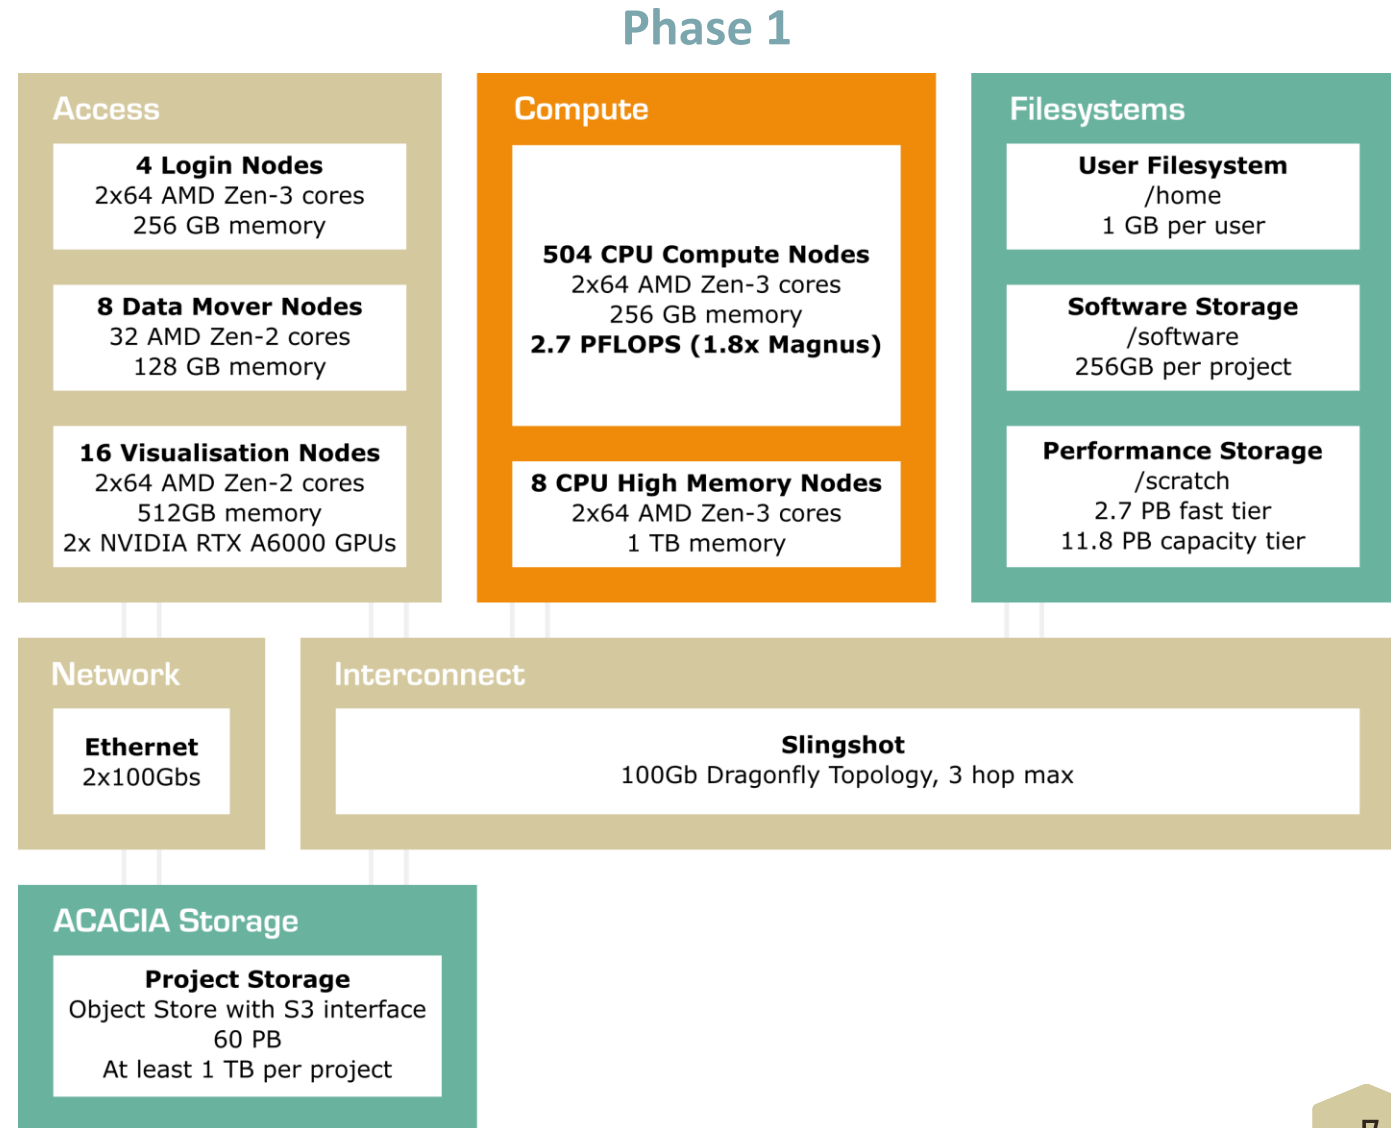 Phase 1
Access
4 Login Nodes
2x64 AMD Zen-3 cores
256 GB memory
8 Data Mover Nodes
32 AMD Zen-2 cores
128 GB memory
16 Visualisation Nodes
2x64 AMD Zen-2 cores
512GB memory
2x NVIDIA RTX A6000 GPUs
Compute
504 CPU Compute Nodes
2x64 AMD Zen-3 cores
256 GB memory
2.7 PFLOPS (1.8x Magnus)
8 CPU High Memory Nodes
2x64 AMD Zen-3 cores
1 TB memory
Filesystems
User Filesystem
/home
1 GB per user
Software Storage
/software
256GB per project
Performance Storage
/scratch
2.7 PB fast tier
11.8 PB capacity tier
Network
Ethernet
2x100Gbs
Interconnect
Slingshot
100Gb Dragonfly Topology, 3 hop max
ACACIA Storage
Project Storage
Object Store with S3 interface
60 PB
At least 1 TB per project